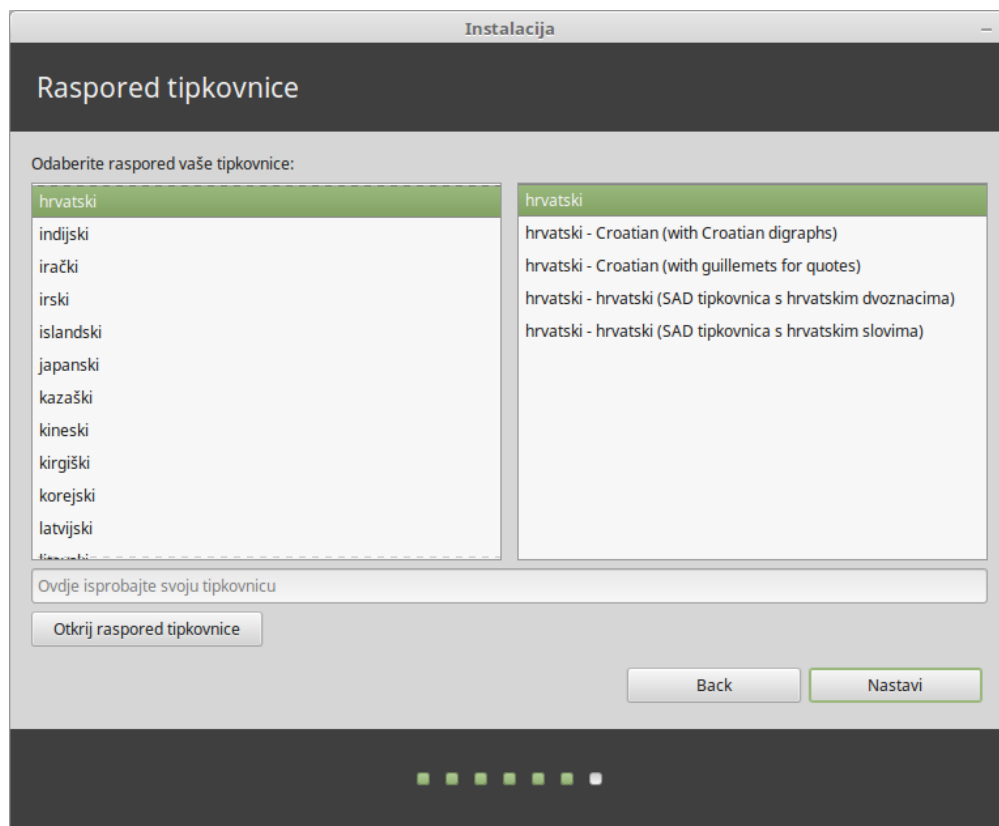 Instalacija
Raspored tipkovnice
Odaberite raspored vaše tipkovnice:
hrvatski
indijski
irački
irski
islandski
japanski
kazaški
kineski
kirgiški
korejski
latvijski
hrvatski
hrvatski - Croatian (with Croatian digraphs)
hrvatski - Croatian (with guillemets for quotes)
hrvatski - hrvatski (SAD tipkovnica s hrvatskim dvoznacima)
hrvatski - hrvatski (SAD tipkovnica s hrvatskim slovima)
Ovdje isprobajte svoju tipkovnicu
Otkrij raspored tipkovnice
Back
Nastavi